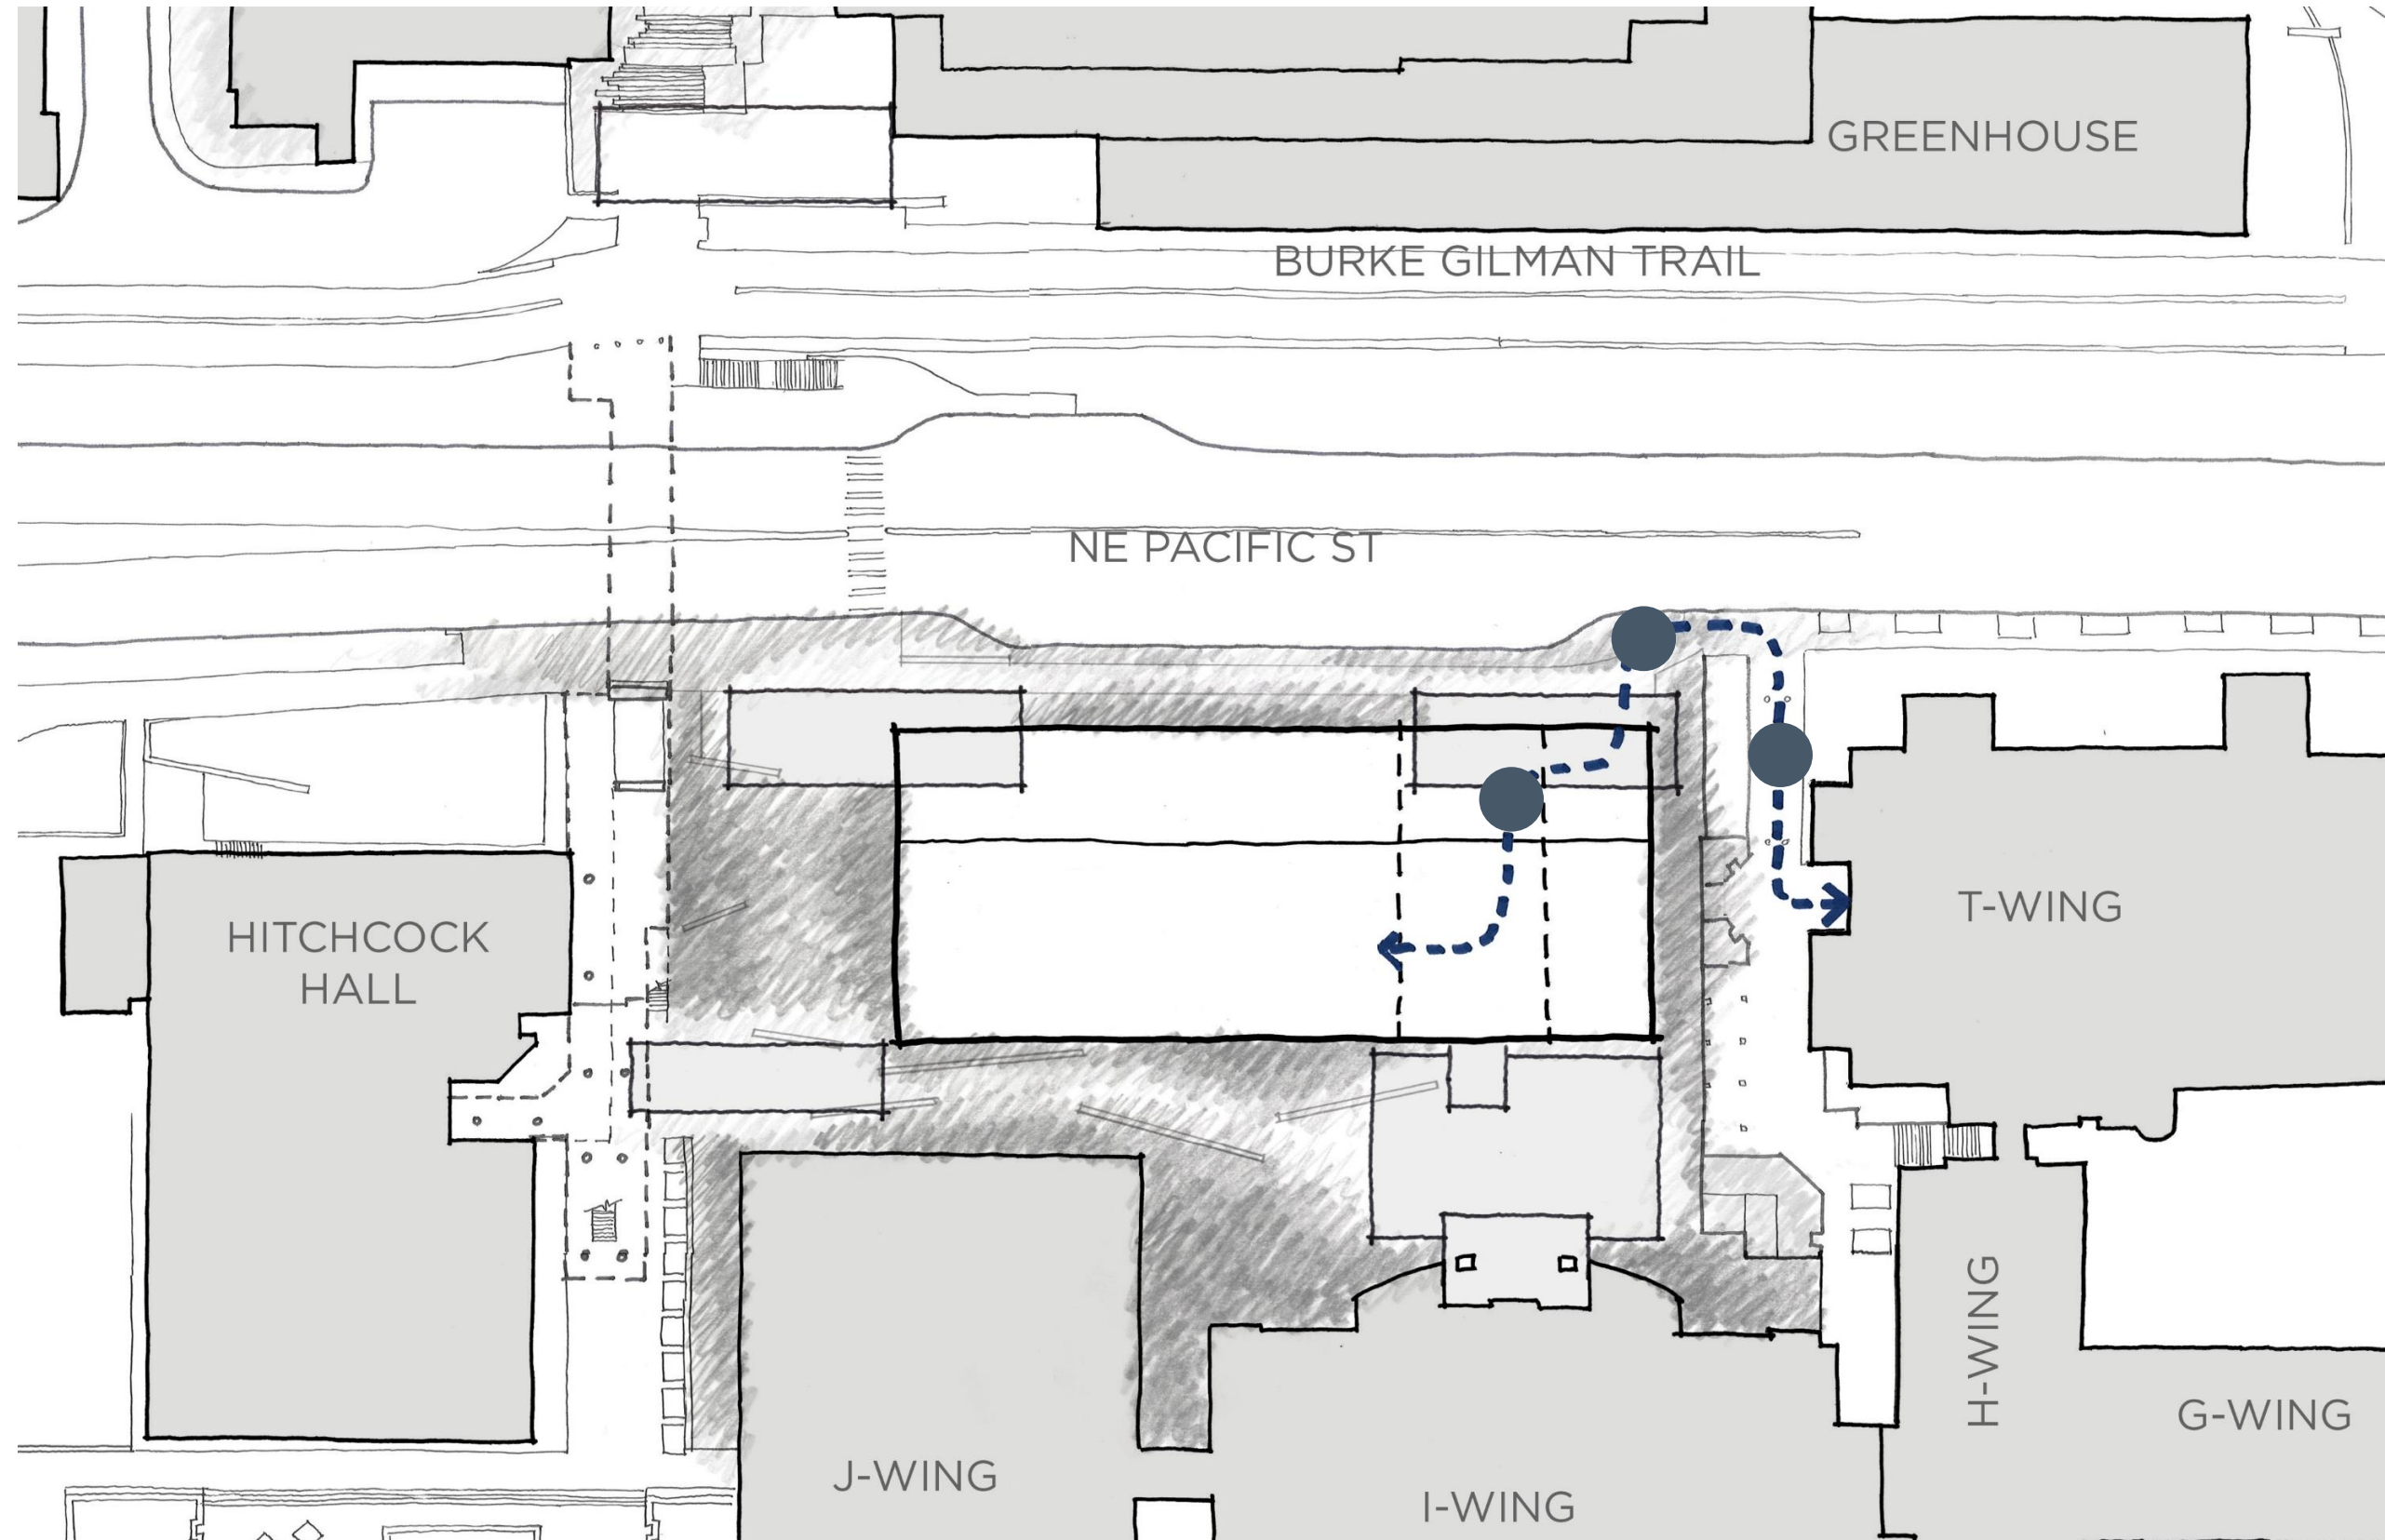 GREENHOUSE
BURKE GILMAN TRAIL
NE PACIFIC ST
HITCHCOCK
HALL
T-WING
H-WING
G-WING
J-WING
I-WING